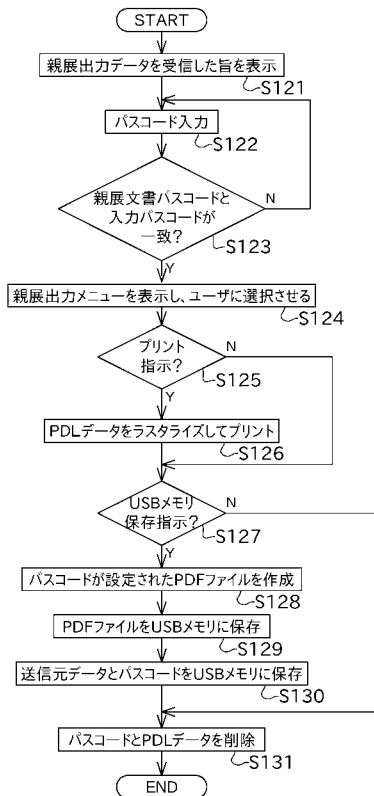 START
親展出力データを受信した旨を表示
S121
パスコード入力
S122
親展文書パスコードと
入力パスコードが
一致?
N
S123
Y
親展出力メニューを表示し、ユーザに選択させる
S124
プリント
指示?
N
S125
Y
PDLデータをラスタライズしてプリント
S126
USBメモリ
保存指示?
N
S127
Y
パスコードが設定されたPDFファイルを作成
S128
PDFファイルをUSBメモリに保存
S129
送信元データとパスコードをUSBメモリに保存
S130
パスコードとPDLデータを削除
S131
END